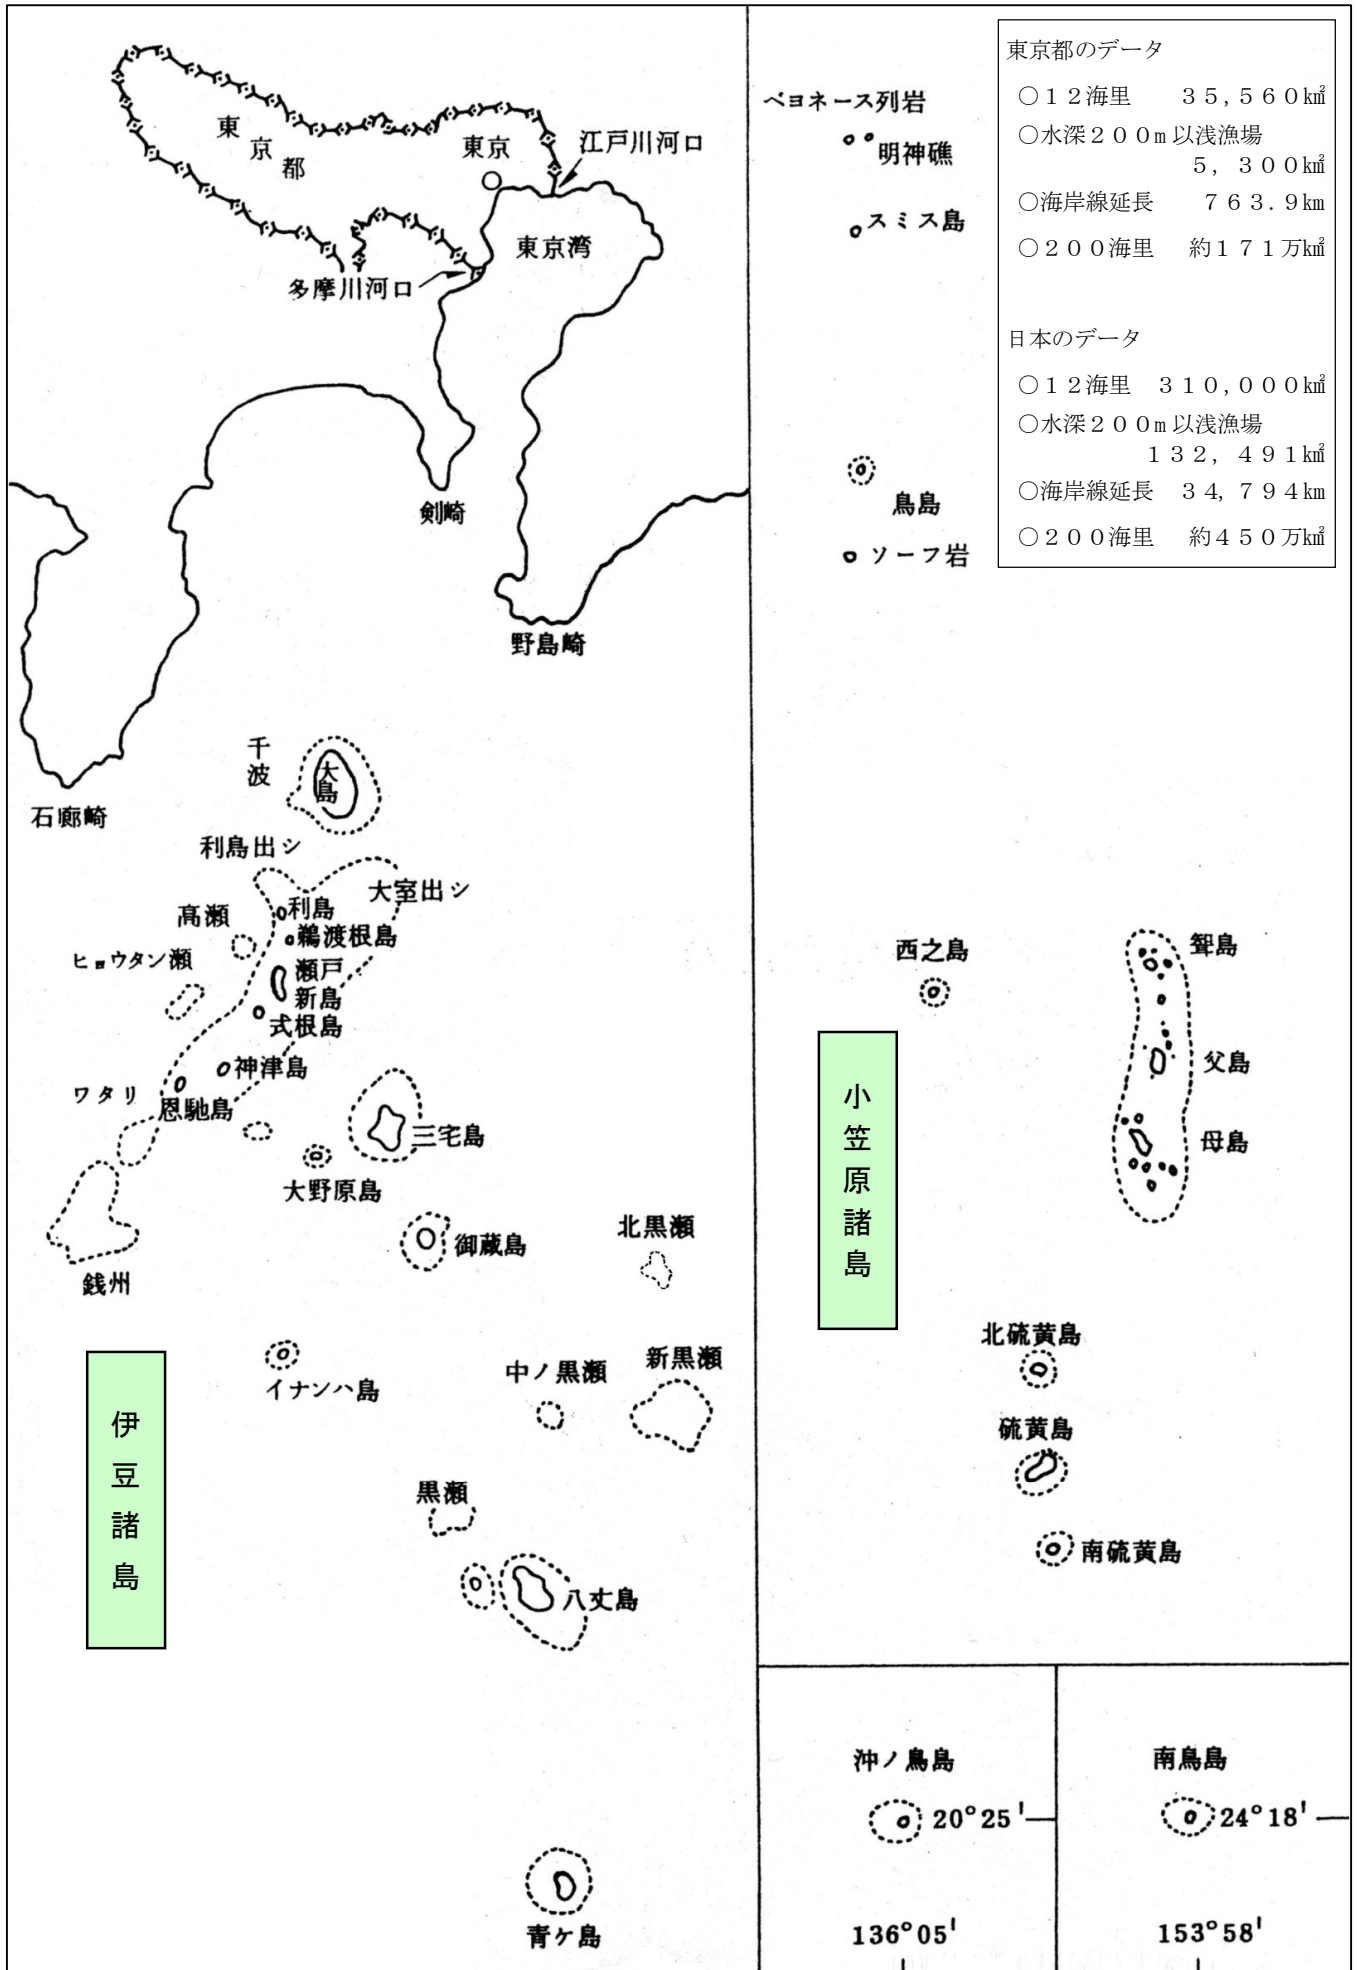 東京都
東京
江戸川河口
東京湾
多摩川河口
剣崎
野島崎
石廊崎
千波
大島
利島出シ
大室出シ
高瀬
利島
鵜渡根島
ヒョウタン瀬
瀬戸
新島
式根島
神津島
ワタリ
恩馳島
三宅島
大野原島
御蔵島
北黒瀬
銭州
イナンハ島
中ノ黒瀬
新黒瀬
伊豆諸島
黒瀬
八丈島
青ケ島
ベヨネース列岩
明神礁
スミス島
鳥島
ソーフ岩
東京都のデータ
○12海里 35,560㎢
○水深200m以浅漁場
5,300㎢
○海岸線延長 763.9km
○200海里 約171万㎢
日本のデータ
○12海里 310,000㎢
○水深200m以浅漁場
132,491㎢
○海岸線延長 34,794km
○200海里 約450万㎢
西之島
聟島
父島
母島
小笠原諸島
北硫黄島
硫黄島
南硫黄島
沖ノ鳥島
20°25'
136°05'
南鳥島
24°18'
153°58'